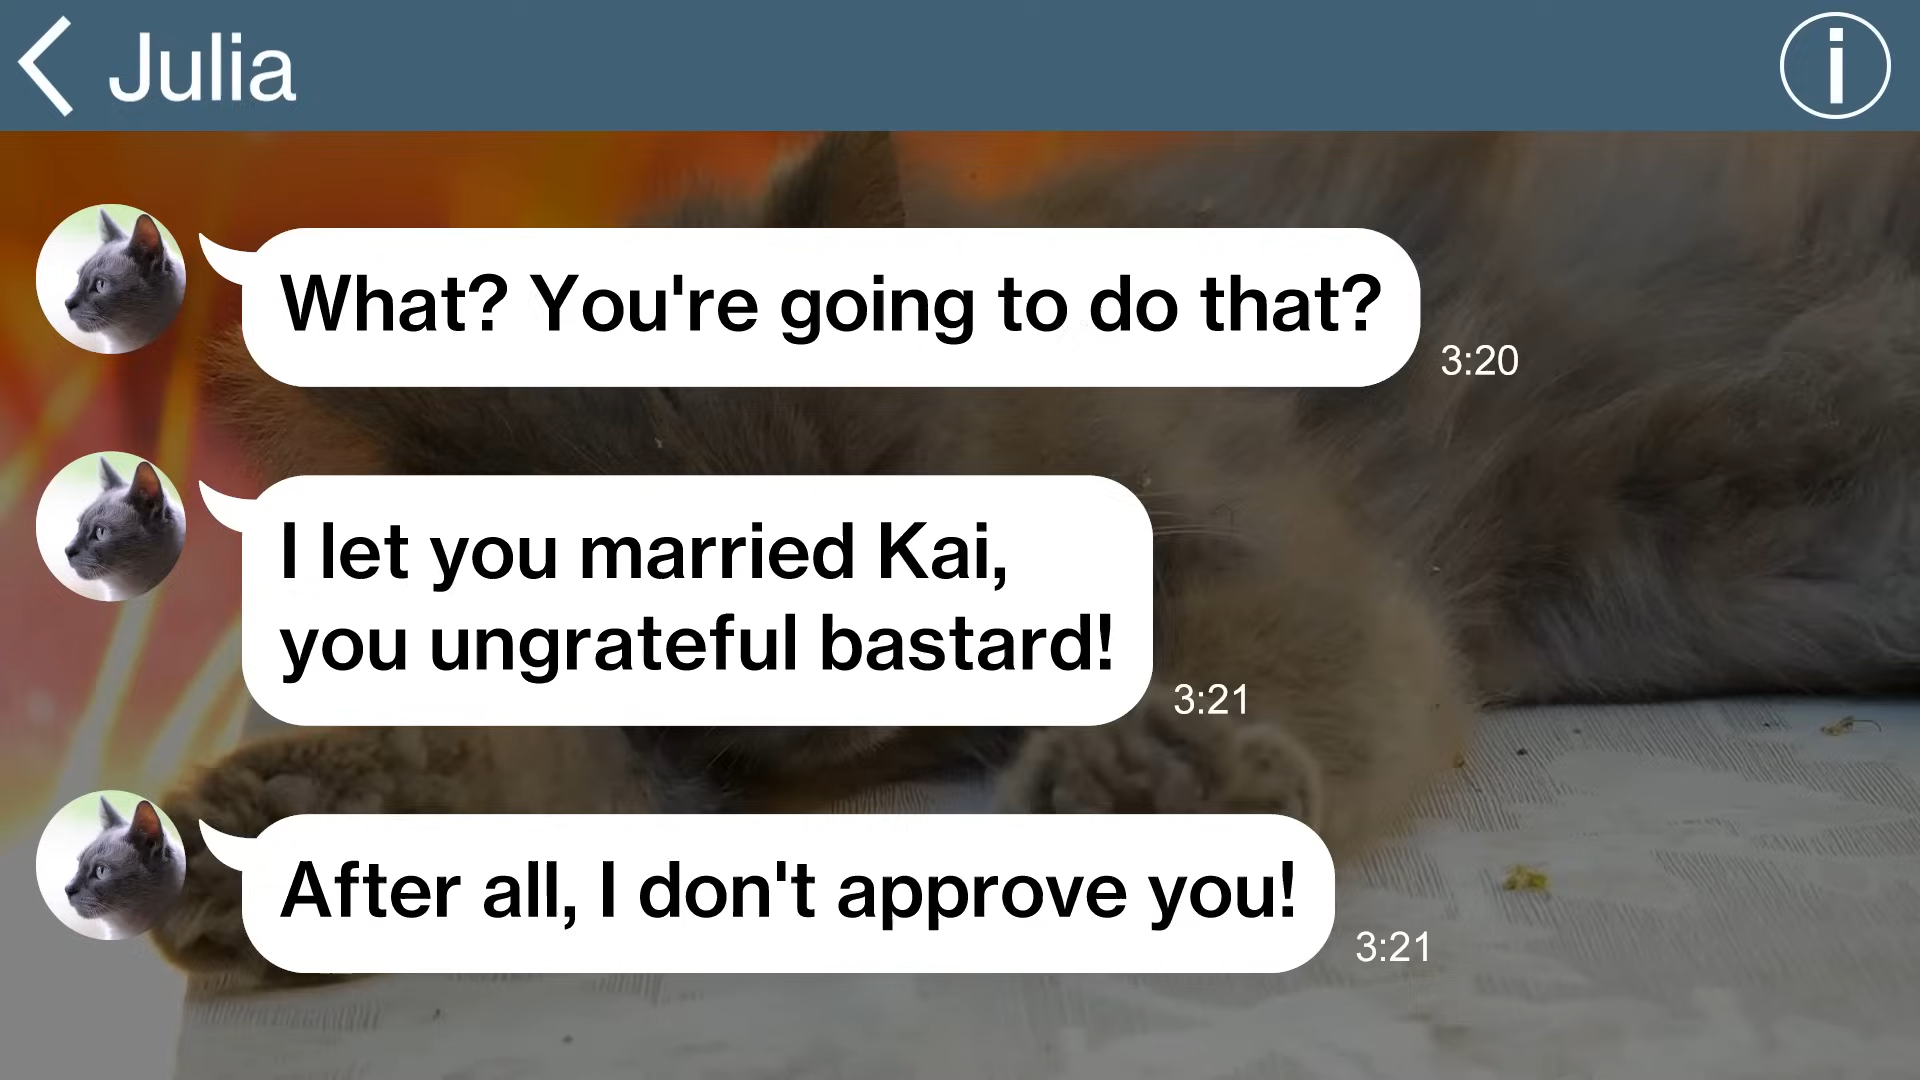 Julia
What? You're going to do that?
3:20
I let you married Kai,
you ungrateful bastard!
3:21
After all, I don't approve you!
3:21